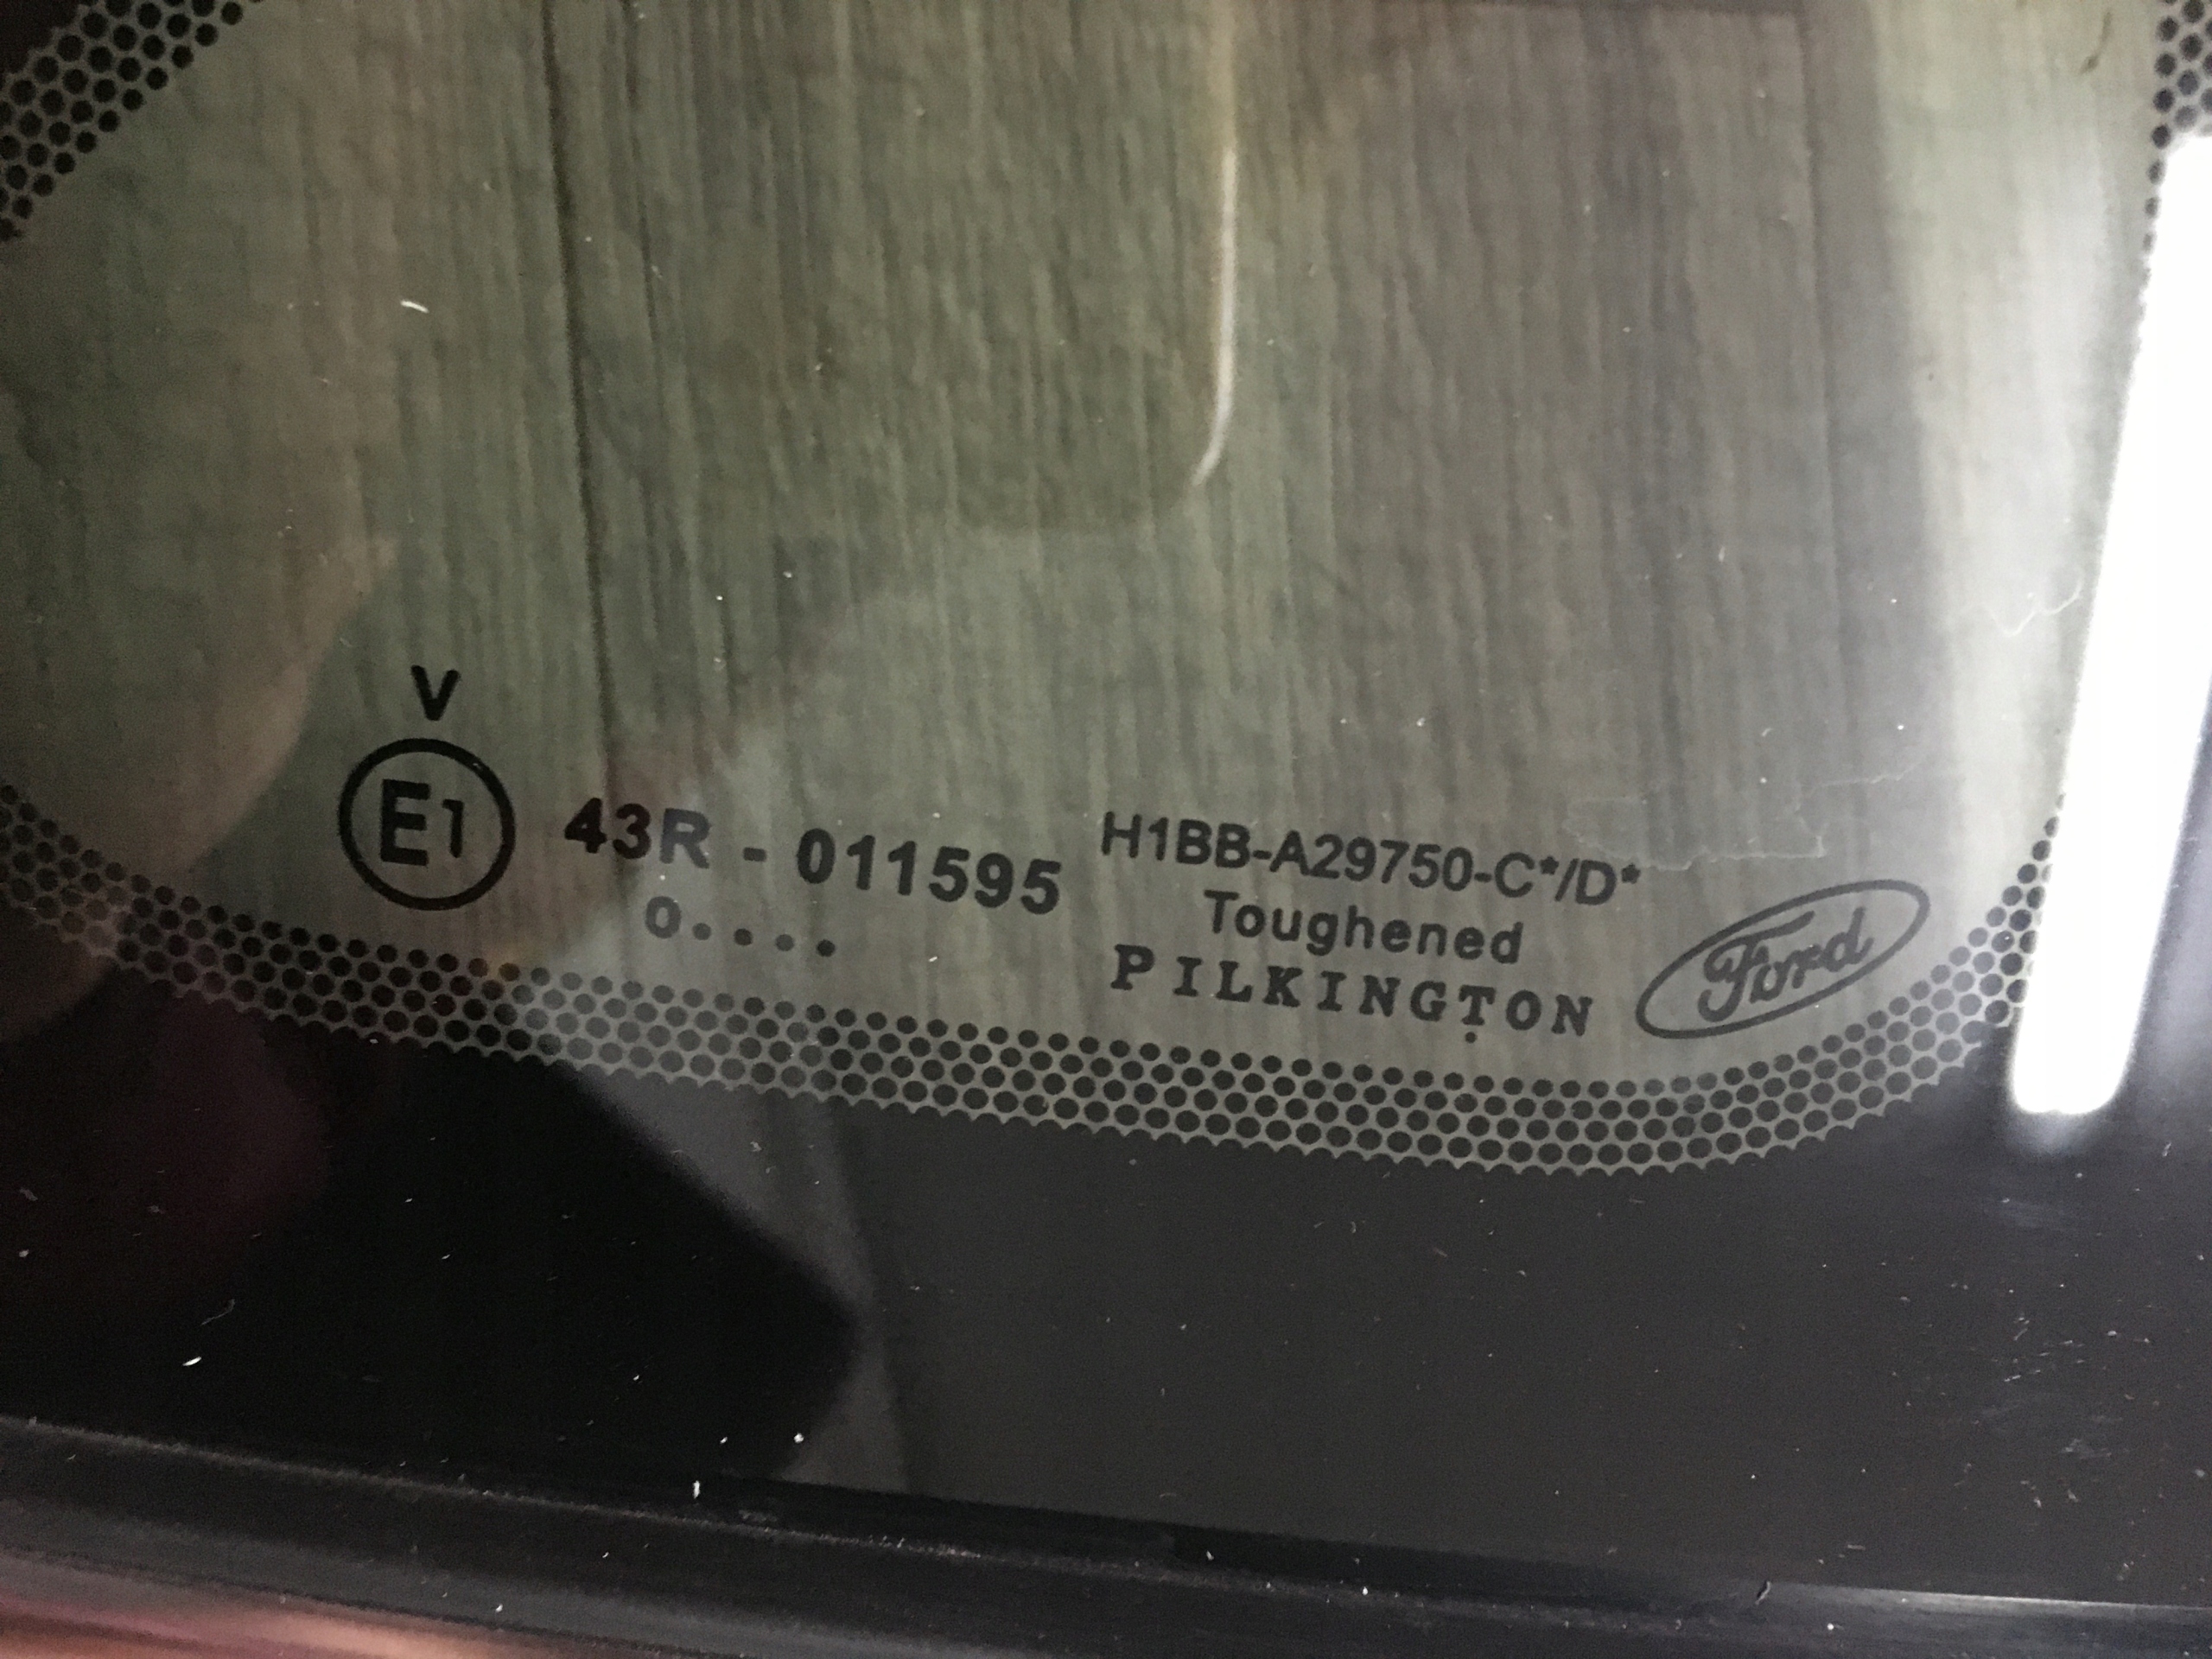 V
E1
43R - 011595
0....
H1BB-A29750-C*/D*
Toughened
PILKINGTON
Ford